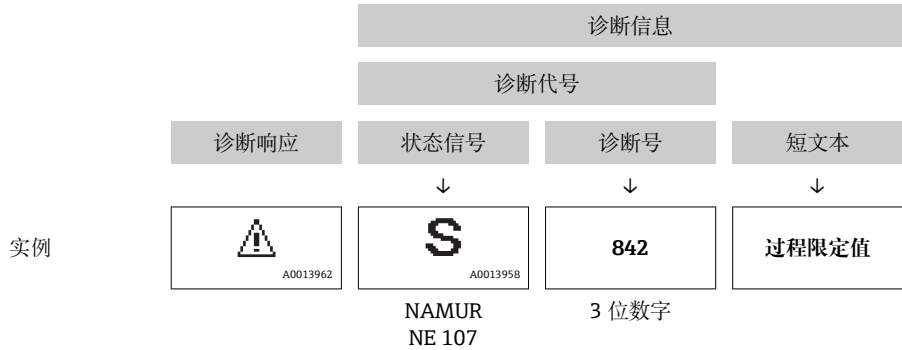 诊断信息
诊断代号
诊断响应 状态信号 诊断号 短文本
↓ ↓ ↓
实例 ⚠ S 842 过程限定值
A0013962 A0013958
NAMUR 3 位数字
NE 107